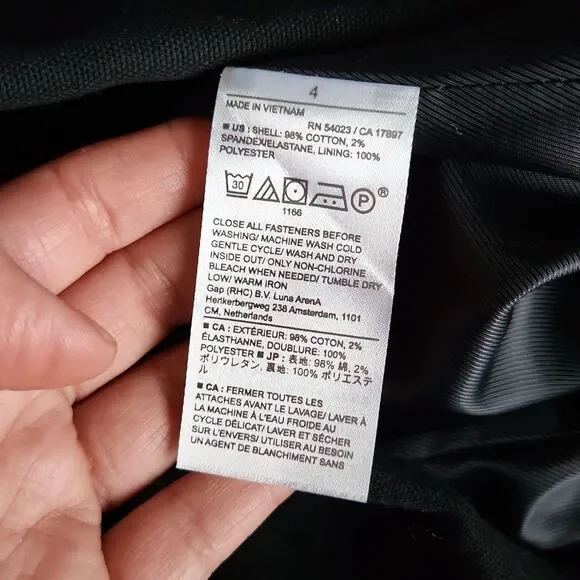 4
MADE IN VIETNAM
RN 54023 / CA 17897
■ US : SHELL: 98% COTTON, 2%
SPANDEX/ELASTANE, LINING: 100%
POLYESTER
30
P
®
1166
CLOSE ALL FASTENERS BEFORE
WASHING/ MACHINE WASH COLD
GENTLE CYCLE/ WASH AND DRY
INSIDE OUT/ ONLY NON-CHLORINE
BLEACH WHEN NEEDED/ TUMBLE DRY
LOW/ WARM IRON
Gap (RHC) B.V. Luna ArenA
Herikerbergweg 238 Amsterdam, 1101
CM, Netherlands
■ CA : EXTÉRIEUR: 98% COTON, 2%
ÉLASTHANNE, DOUBLURE: 100%
POLYESTER ■ JP : 表地: 98% 綿, 2%
ポリウレタン, 裏地: 100% ポリエステ
ル
■ CA : FERMER TOUTES LES
ATTACHES AVANT LE LAVAGE/ LAVER À
LA MACHINE À L'EAU FROIDE AU
CYCLE DÉLICAT/ LAVER ET SÉCHER
SUR L'ENVERS/ UTILISER AU BESOIN
UN AGENT DE BLANCHIMENT SANS